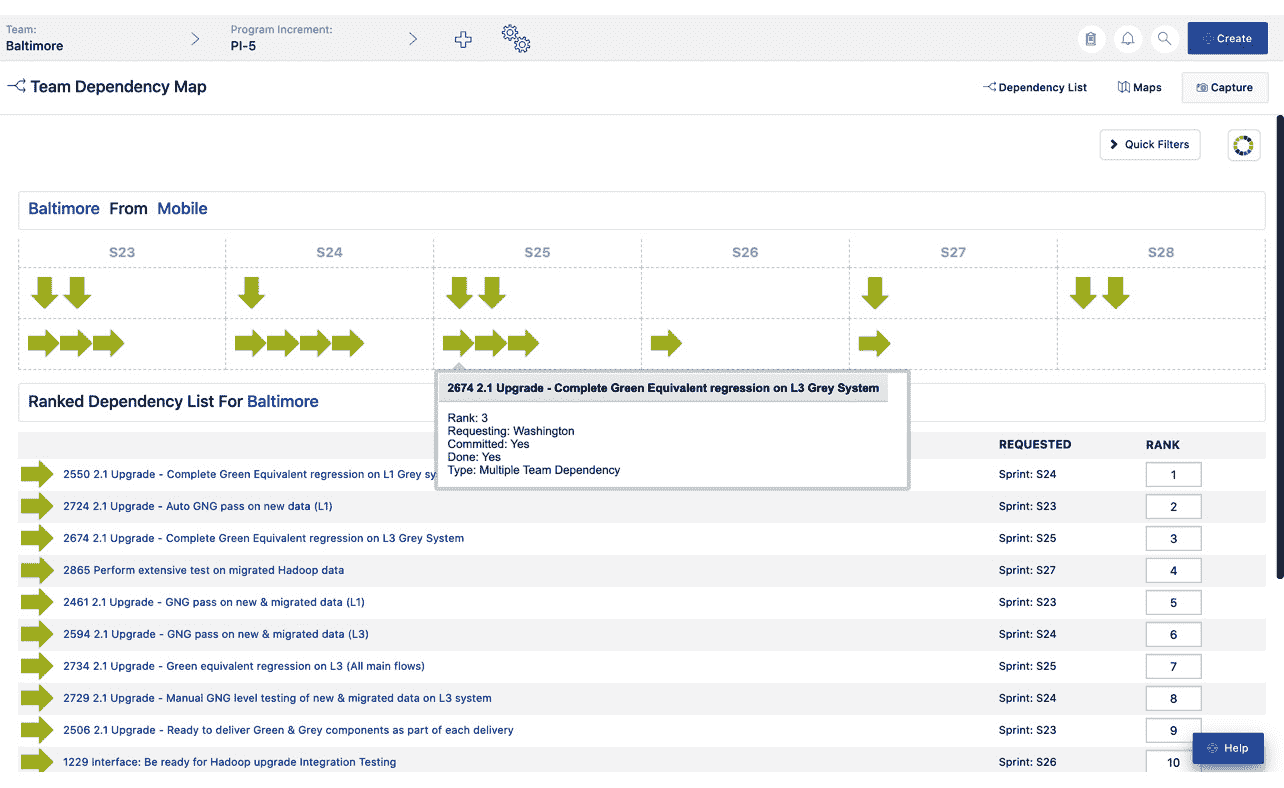 Team:
Baltimore
Program Increment:
PI-5
Create
Team Dependency Map
Dependency List
Maps
Capture
Quick Filters
Baltimore From Mobile
S23 S24 S25 S26 S27 S28
2674 2.1 Upgrade - Complete Green Equivalent regression on L3 Grey System
Rank: 3
Requesting: Washington
Committed: Yes
Done: Yes
Type: Multiple Team Dependency
Ranked Dependency List For Baltimore
REQUESTED RANK
2550 2.1 Upgrade - Complete Green Equivalent regression on L1 Grey sy Sprint: S24 1
2724 2.1 Upgrade - Auto GNG pass on new data (L1) Sprint: S23 2
2674 2.1 Upgrade - Complete Green Equivalent regression on L3 Grey System Sprint: S25 3
2865 Perform extensive test on migrated Hadoop data Sprint: S27 4
2461 2.1 Upgrade - GNG pass on new & migrated data (L1) Sprint: S23 5
2594 2.1 Upgrade - GNG pass on new & migrated data (L3) Sprint: S24 6
2734 2.1 Upgrade - Green equivalent regression on L3 (All main flows) Sprint: S25 7
2729 2.1 Upgrade - Manual GNG level testing of new & migrated data on L3 system Sprint: S24 8
2506 2.1 Upgrade - Ready to deliver Green & Grey components as part of each delivery Sprint: S23 9
1229 Interface: Be ready for Hadoop upgrade Integration Testing Sprint: S26 10
Help